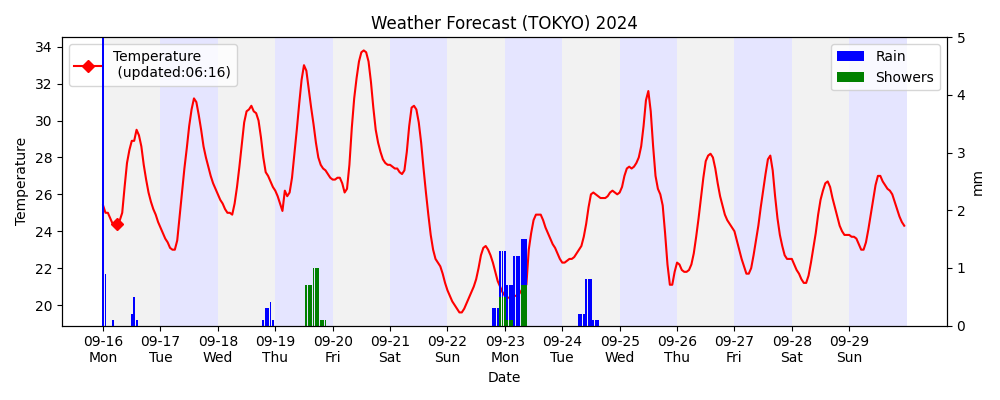 Weather Forecast (TOKYO) 2024
Temperature
(updated:06:16)
Rain
Showers
34
32
30
28
26
24
22
20
Temperature
5
4
3
2
1
0
mm
09-16 09-17 09-18 09-19 09-20 09-21 09-22 09-23 09-24 09-25 09-26 09-27 09-28 09-29
Mon Tue Wed Thu Fri Sat Sun Mon Tue Wed Thu Fri Sat Sun
Date